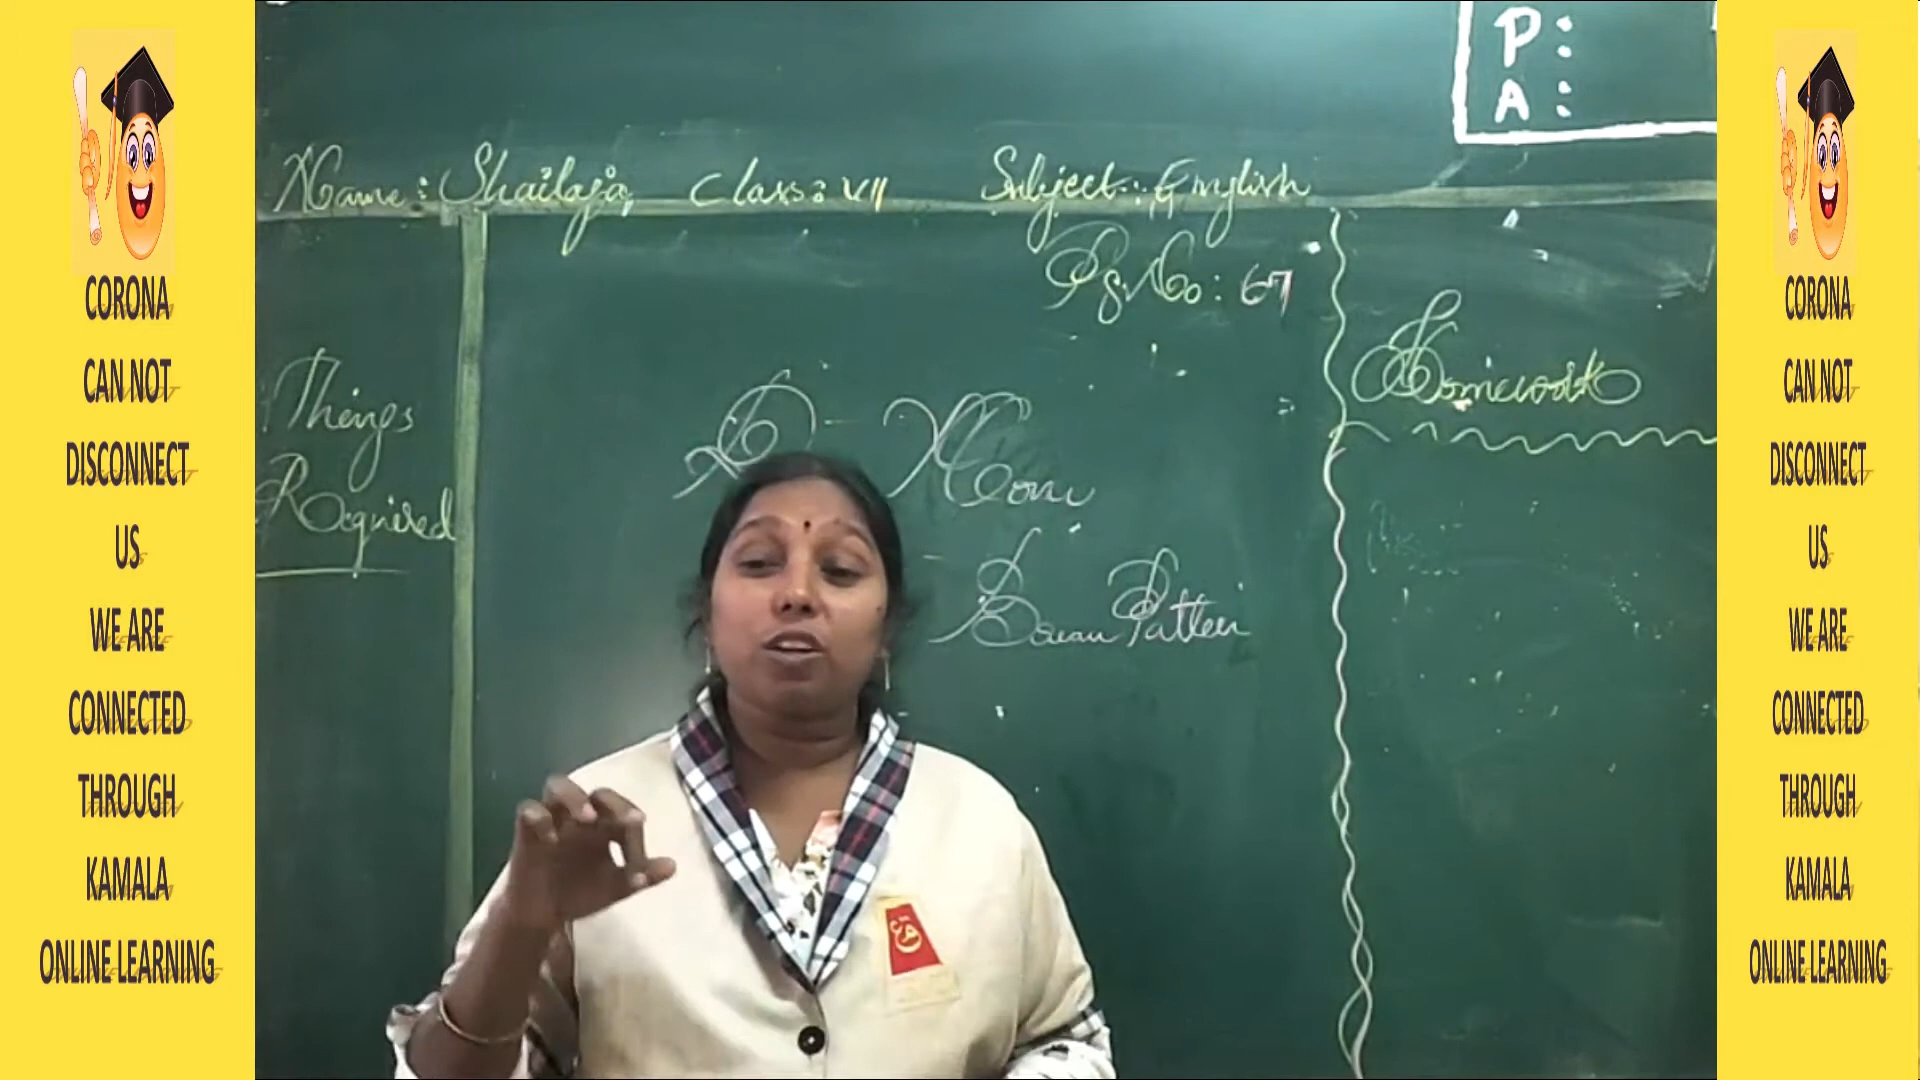 CORONA
CAN NOT
DISCONNECT
US
WE ARE
CONNECTED
THROUGH
KAMALA
ONLINE LEARNING
P:
A:
Name: Shailaja, Class: VII Subject: English
Pg. No: 67
Things
Required
Homework
CORONA
CAN NOT
DISCONNECT
US
WE ARE
CONNECTED
THROUGH
KAMALA
ONLINE LEARNING